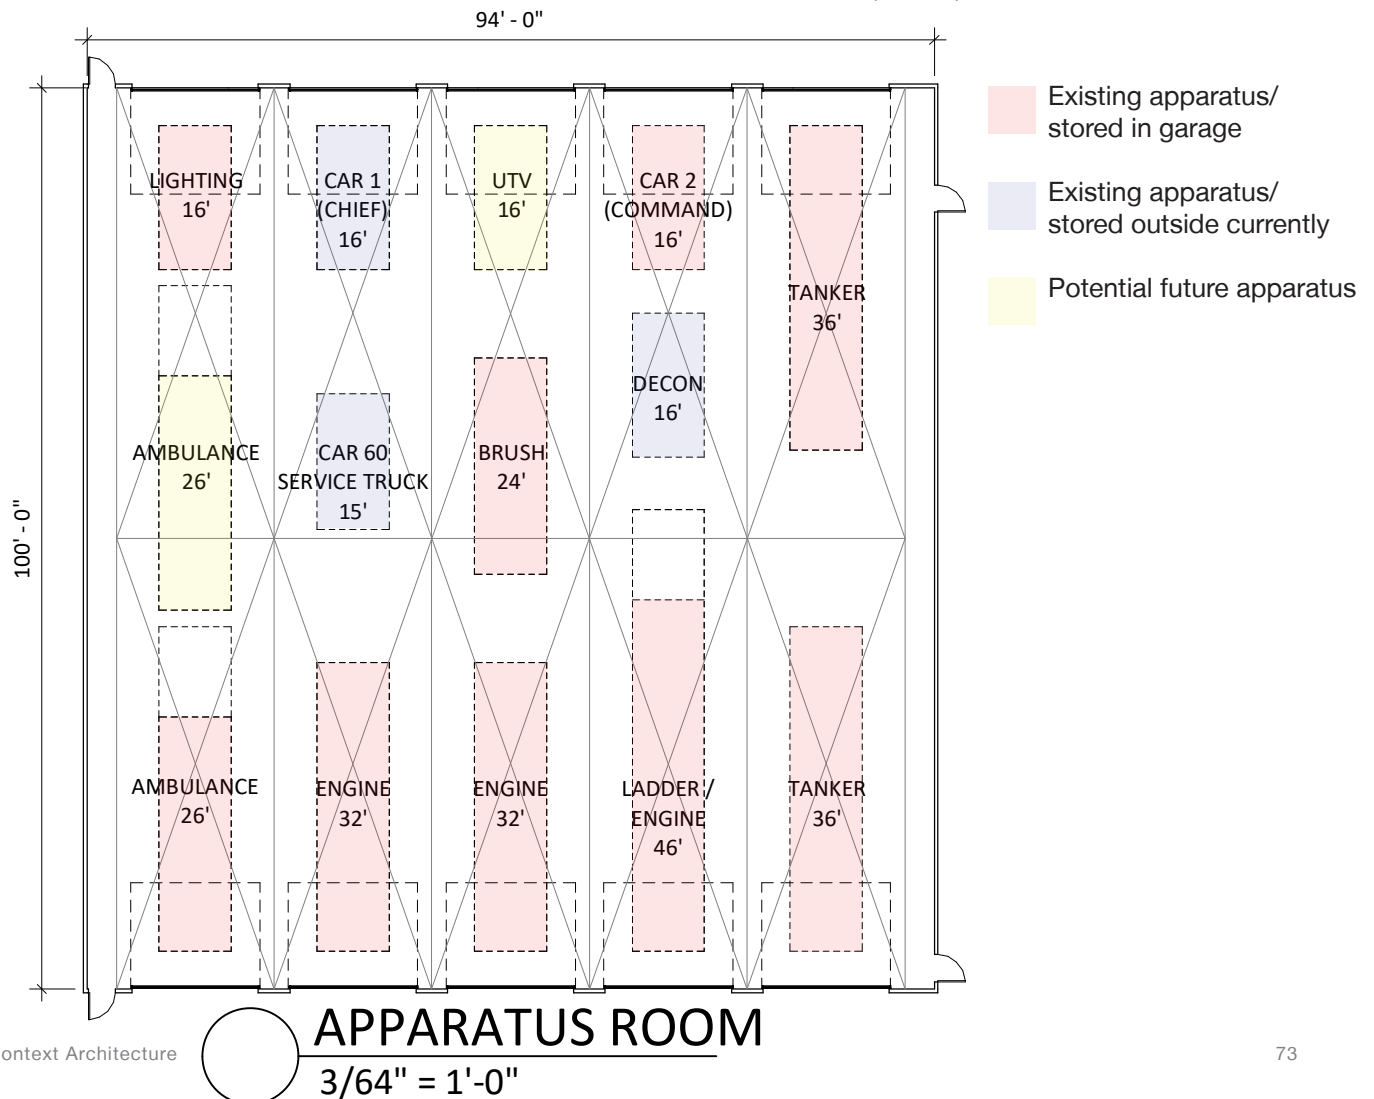 94' - 0"
100' - 0"
LIGHTING
16'
CAR 1
(CHIEF)
16'
UTV
16'
CAR 2
(COMMAND)
16'
TANKER
36'
AMBULANCE
26'
CAR 60
SERVICE TRUCK
15'
BRUSH
24'
DECON
16'
AMBULANCE
26'
ENGINE
32'
ENGINE
32'
LADDER /
ENGINE
46'
TANKER
36'
Existing apparatus/
stored in garage
Existing apparatus/
stored outside currently
Potential future apparatus
APPARATUS ROOM
3/64" = 1'-0"
ontext Architecture
73